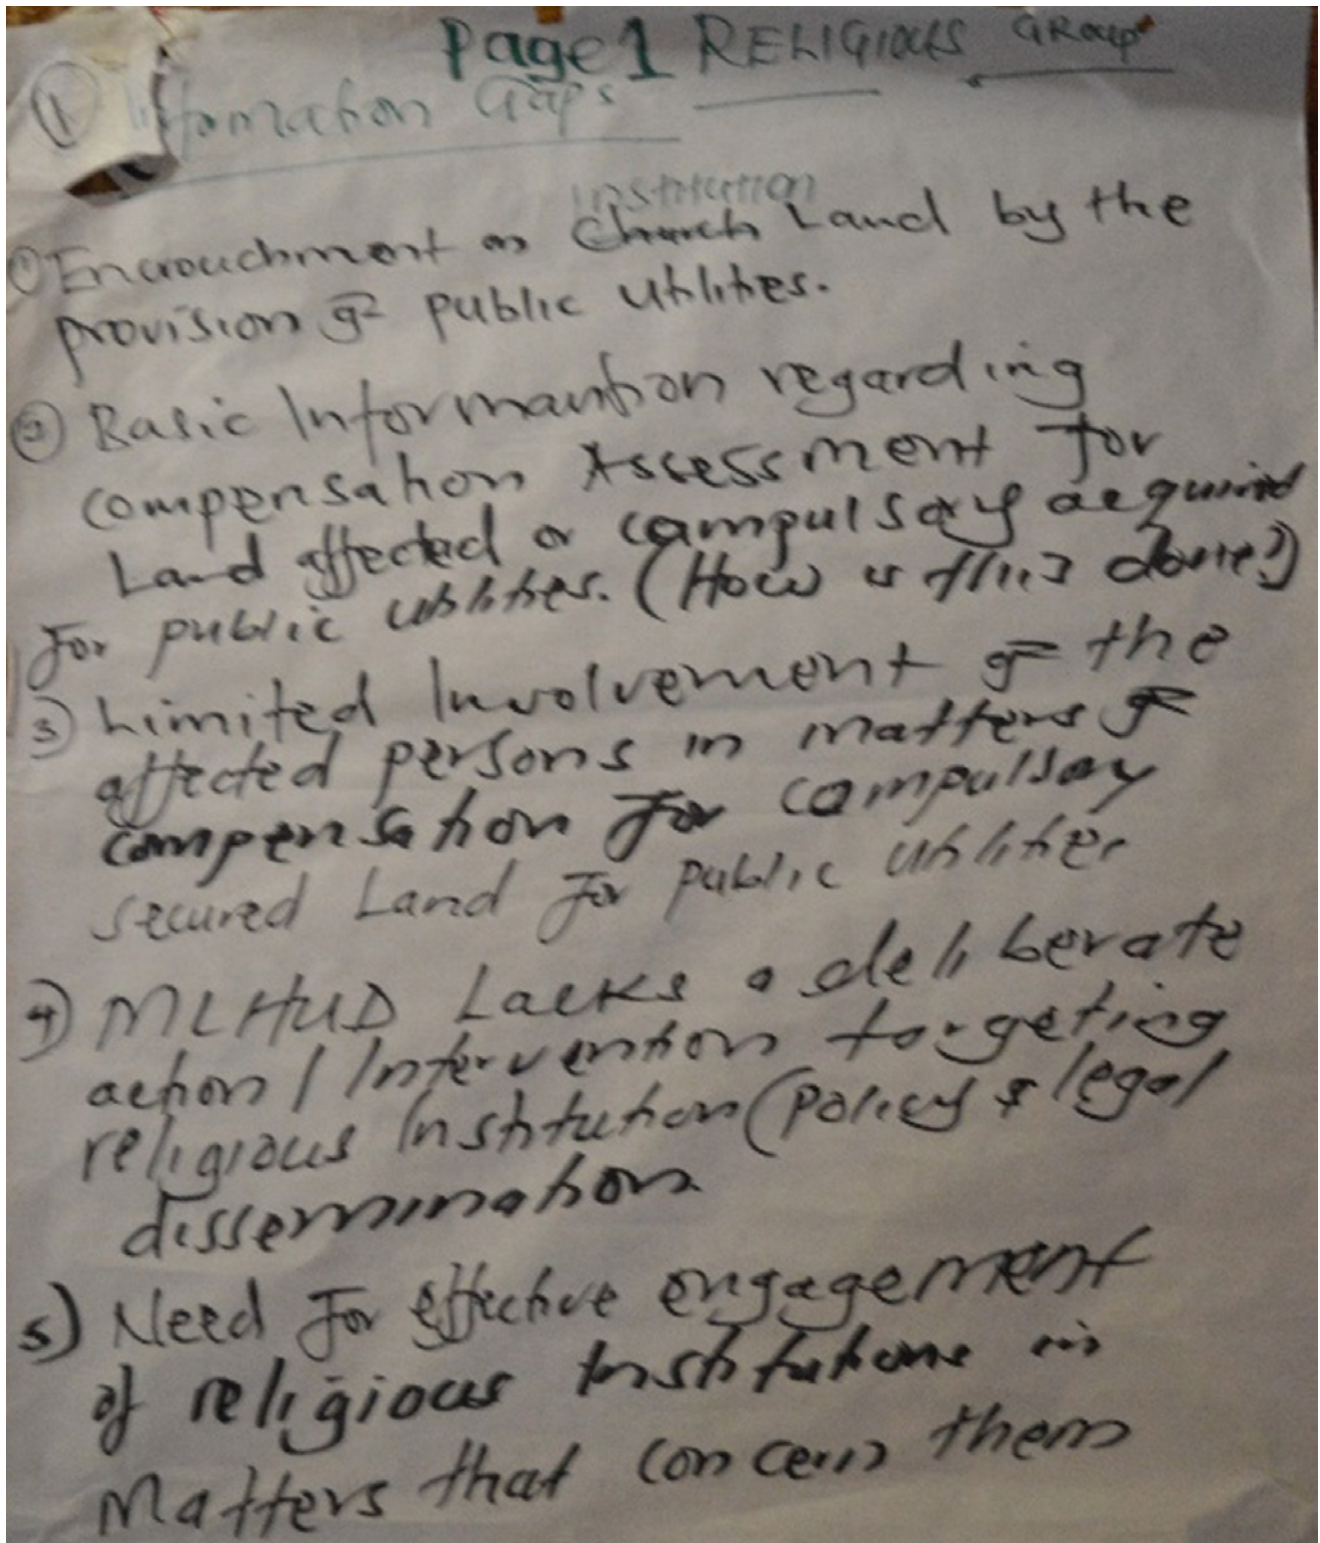 Page 1 RELIGIOUS GROUP
① Information Gaps
Institution
① Encrouchment on Church Land by the
provision of public Utilities.
② Basic Informantion regarding
compensation Assessment for
Land affected or campulsory acquired
for public utilities. (How is this done?)
③ Limited Involvement of the
affected persons in matters of
compensation for compulsory
secured Land for public utilities
4) MLHUD Lacks a deliberate
action / Intervention targeting
religious Institution (Policy & legal
dissemination.
5) Need for effective engagement
of religious Institutions in
Matters that concern them